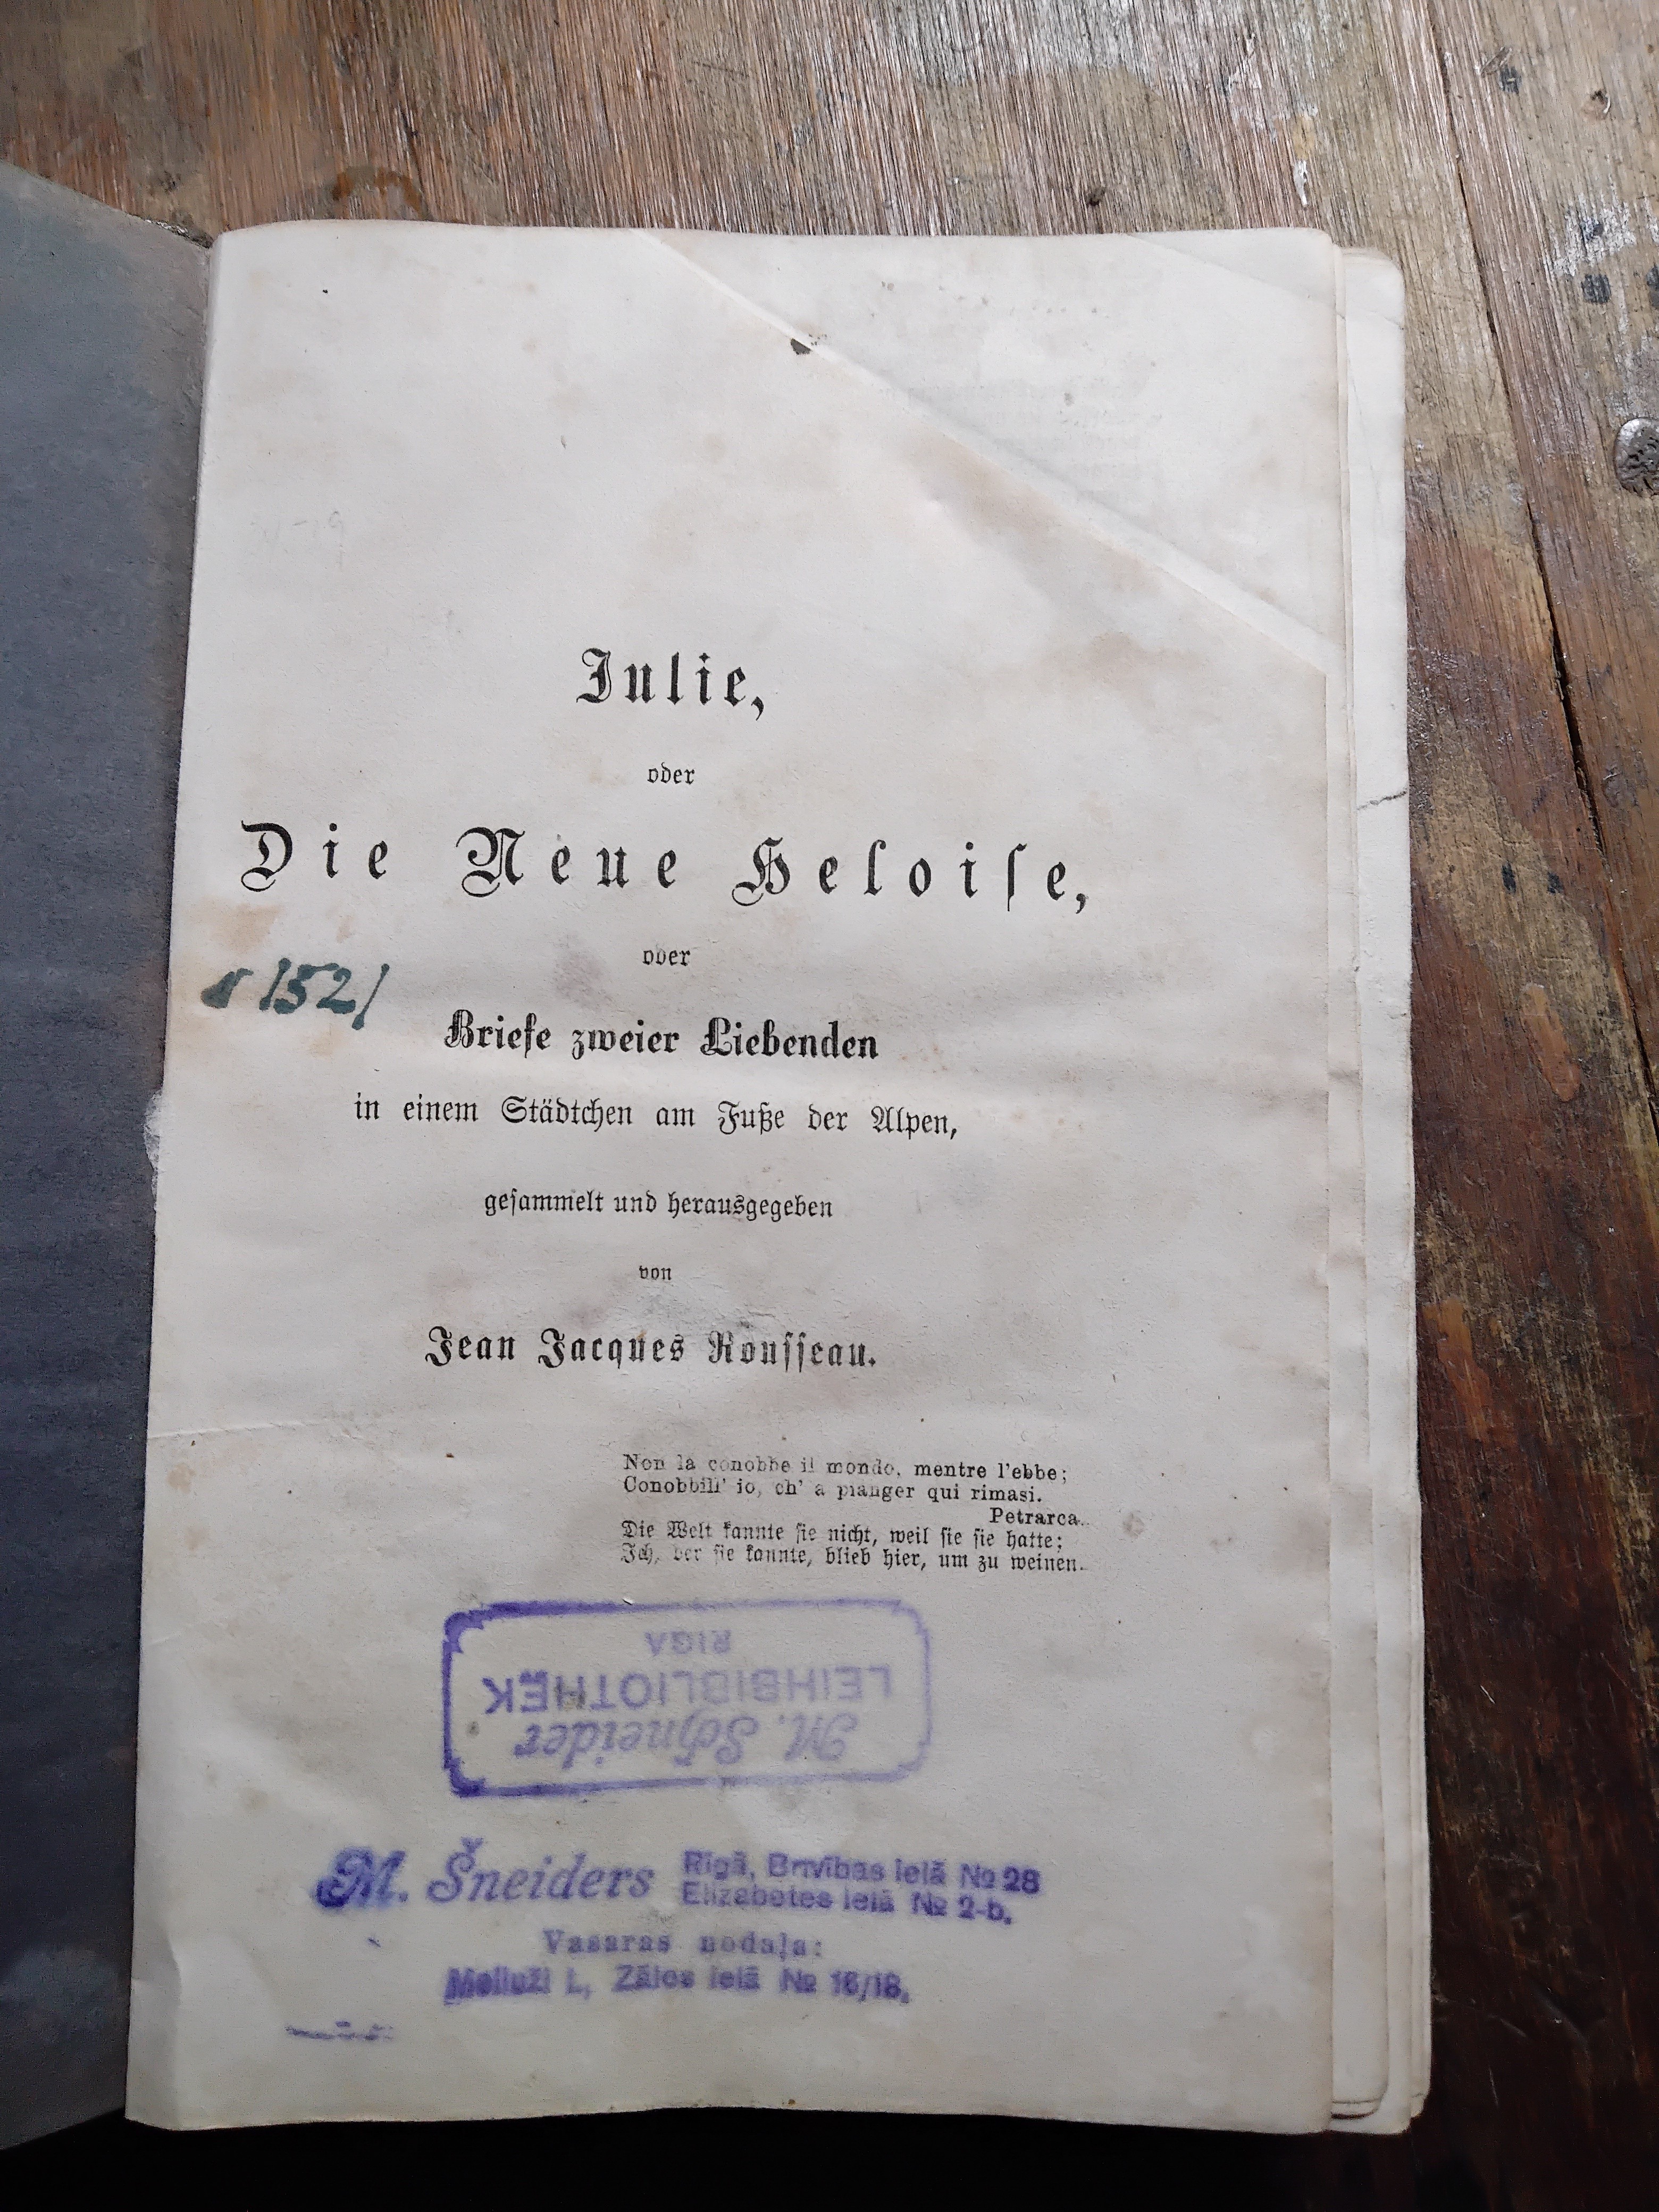 Julie,
oder
Die Neue Heloiſe,
oder
№ 1521
Briefe zweier Liebenden
in einem Städtchen am Fuße der Alpen,
geſammelt und herausgegeben
von
Jean Jacques Rouſſeau.
Non la conobbe il mondo, mentre l'ebbe;
Conobbill' io, ch' a pianger qui rimasi.
Petrarca.
Die Welt kannte ſie nicht, weil ſie ſie hatte;
Ich, der ſie kannte, blieb hier, um zu weinen.
M. Schneider
LEIHBIBLIOTHEK
RIGA
M. Šneiders Rīgā, Brīvības ielā № 28
Elizabetes ielā № 2-b.
Vasaras nodaļa:
Melluži I, Zāles ielā № 16/18.